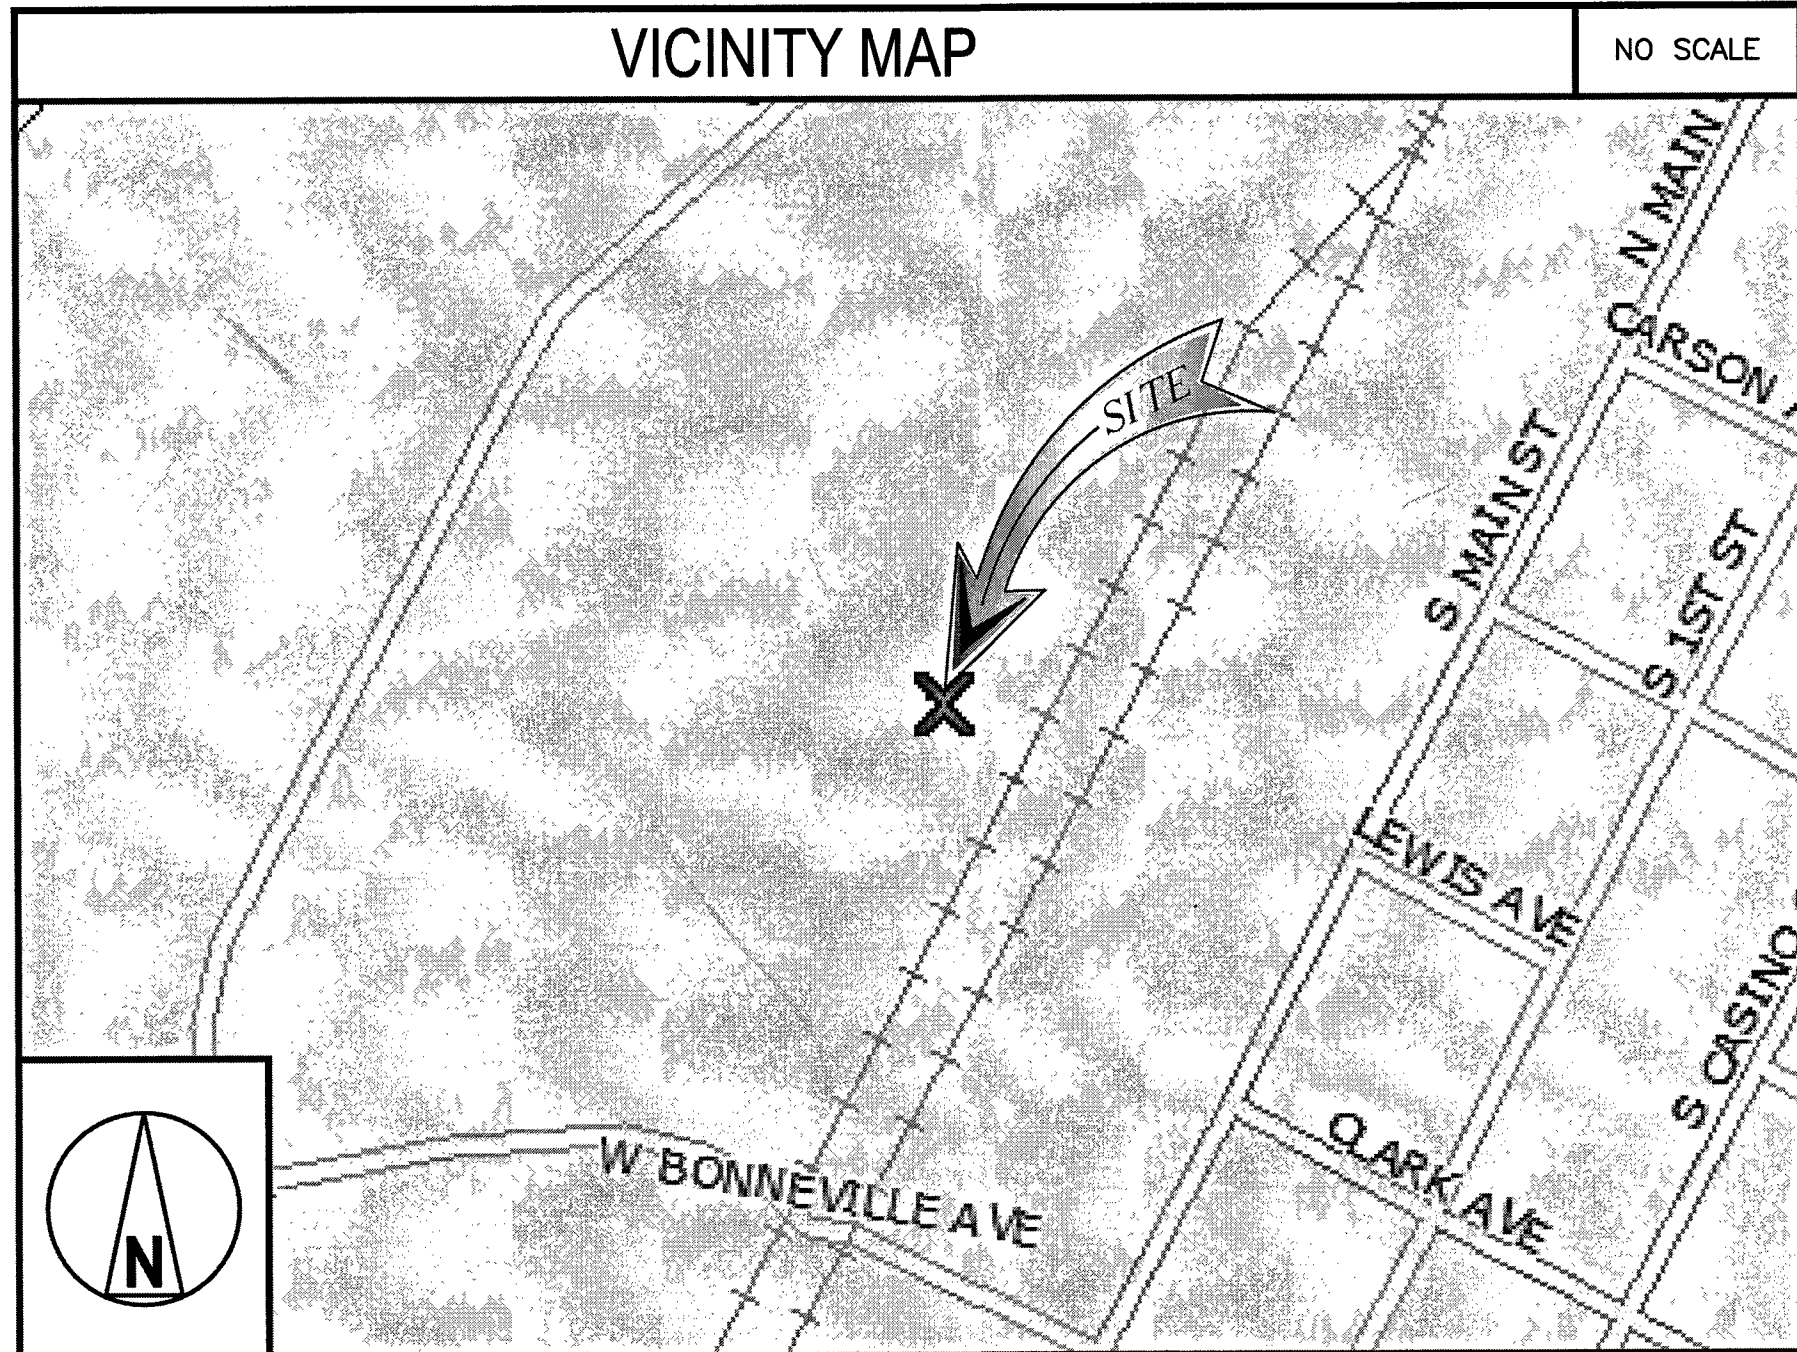 VICINITY MAP
NO SCALE
N MAIN
CARSON
SITE
S MAIN ST
S 1ST ST
LEWIS AVE
S CASINO
CLARK AVE
W BONNEVILLE AVE
N